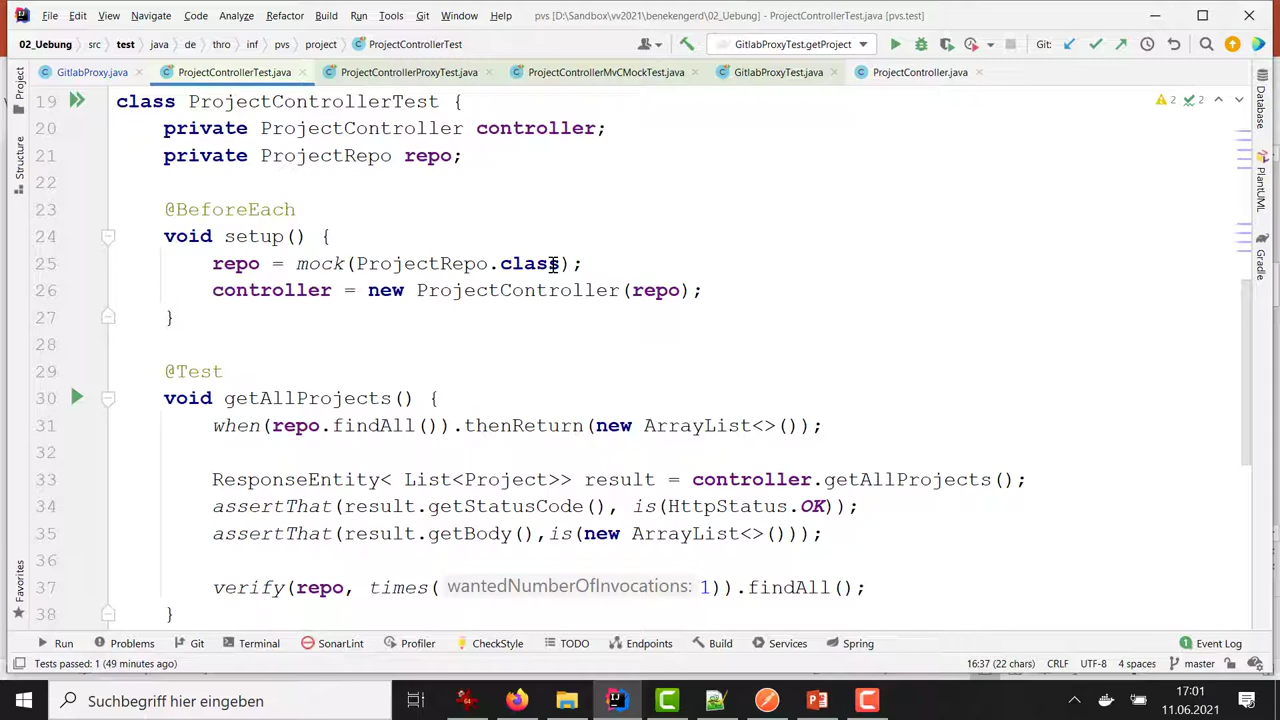 File Edit View Navigate Code Analyze Refactor Build Run Tools Git Window Help pvs [D:\Sandbox\vv2021\benekengerd\02_Uebung] - ProjectControllerTest.java [pvs.test]
02_Uebung src test java de thro inf pvs project ProjectControllerTest GitlabProxyTest.getProject Git:
GitlabProxy.java ProjectControllerTest.java ProjectControllerProxyTest.java ProjectControllerMvCMockTest.java GitlabProxyTest.java ProjectController.java
Project
Structure
Favorites
19 class ProjectControllerTest { 2 2
20 private ProjectController controller;
21 private ProjectRepo repo;
22
23 @BeforeEach
24 void setup() {
25 repo = mock(ProjectRepo.class);
26 controller = new ProjectController(repo);
27 }
28
29 @Test
30 void getAllProjects() {
31 when(repo.findAll()).thenReturn(new ArrayList<>());
32
33 ResponseEntity< List<Project>> result = controller.getAllProjects();
34 assertThat(result.getStatusCode(), is(HttpStatus.OK));
35 assertThat(result.getBody(),is(new ArrayList<>()));
36
37 verify(repo, times( wantedNumberOfInvocations: 1)).findAll();
38 }
Database
PlantUML
Gradle
Run Problems Git Terminal SonarLint Profiler CheckStyle TODO Endpoints Build Services Spring Event Log
Tests passed: 1 (49 minutes ago) 16:37 (22 chars) CRLF UTF-8 4 spaces master
Suchbegriff hier eingeben
17:01
11.06.2021